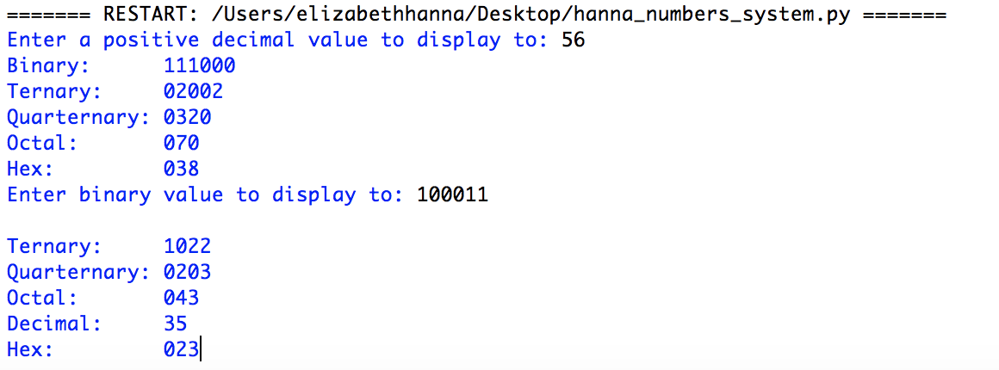 ======= RESTART: /Users/elizabethhanna/Desktop/hanna_numbers_system.py =======
Enter a positive decimal value to display to: 56
Binary:      111000
Ternary:     02002
Quarternary: 0320
Octal:       070
Hex:         038
Enter binary value to display to: 100011

Ternary:     1022
Quarternary: 0203
Octal:       043
Decimal:     35
Hex:         023